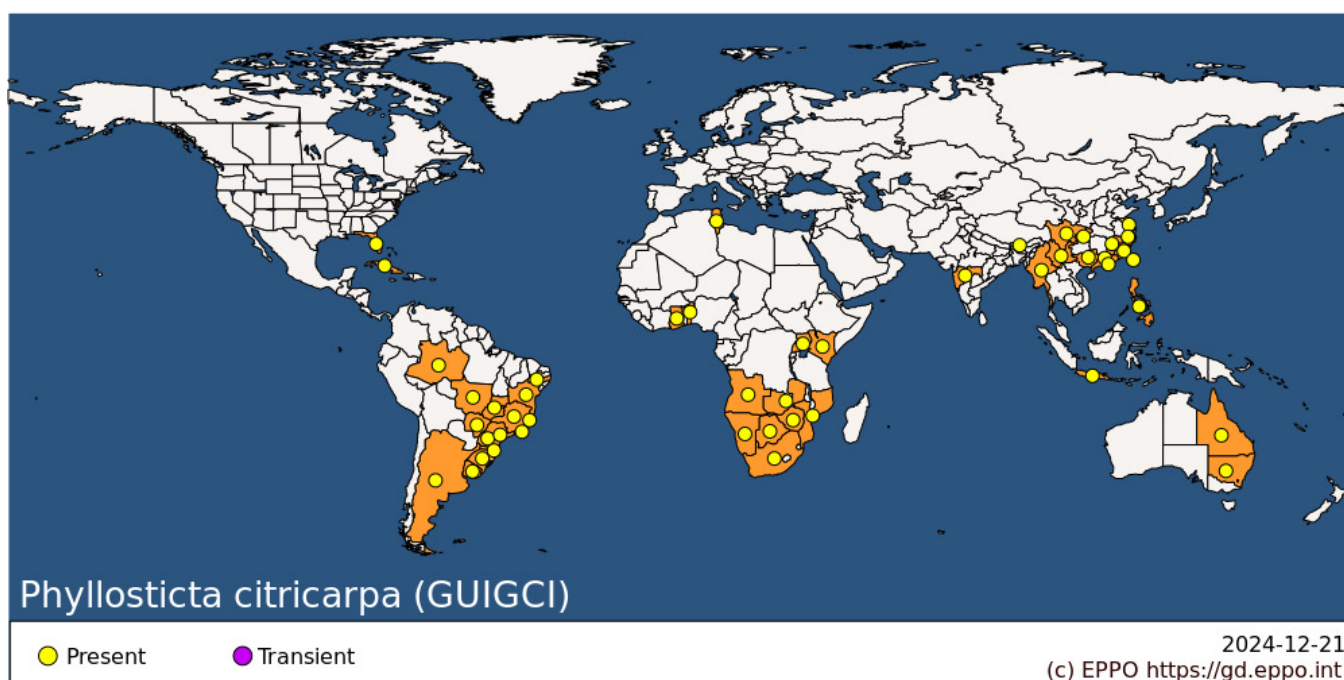 Phyllosticta citricarpa (GUIGCI)
Present
Transient
2024-12-21
(c) EPPO https://gd.eppo.int